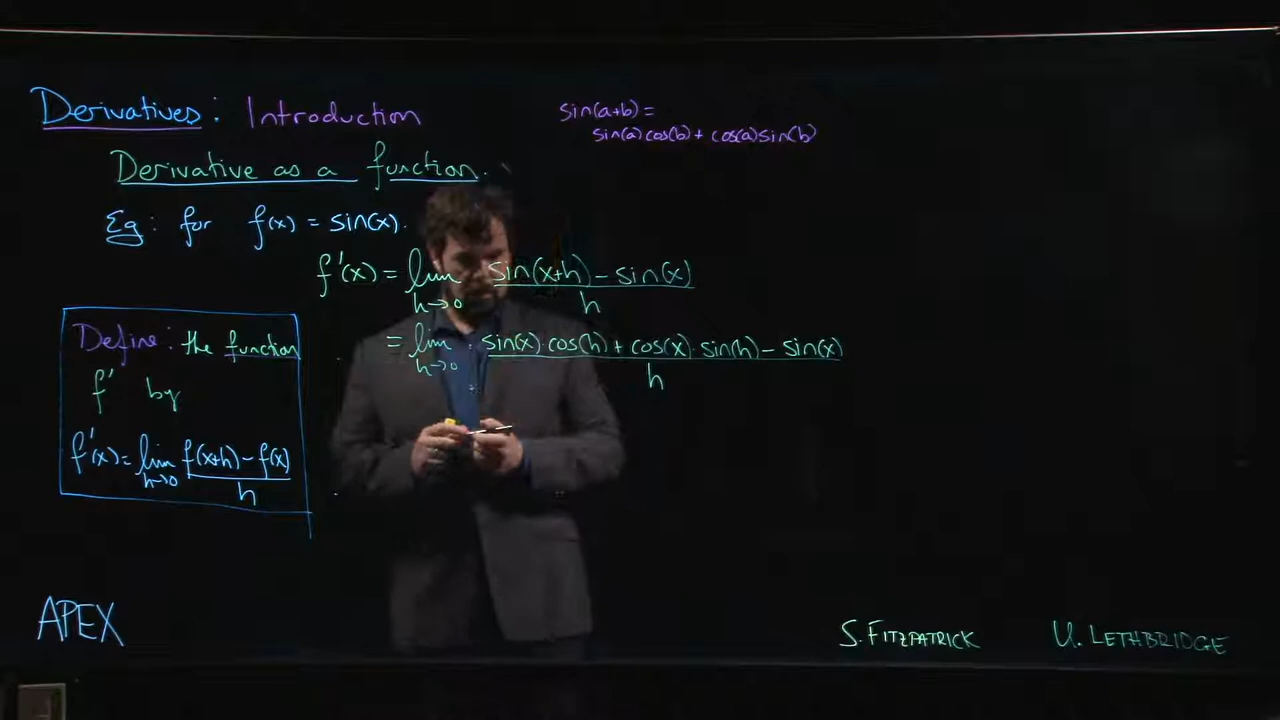 Derivatives: Introduction
sin(a+b) =
sin(a)cos(b) + cos(a)sin(b)
Derivative as a function.
Eg: for f(x) = sin(x).
f'(x) = lim h→0 sin(x+h) - sin(x) / h
= lim h→0 sin(x)·cos(h) + cos(x)·sin(h) - sin(x) / h
Define: the function
f' by
f'(x) = lim h→0 f(x+h) - f(x) / h
APEX
S. FITZPATRICK
U. LETHBRIDGE